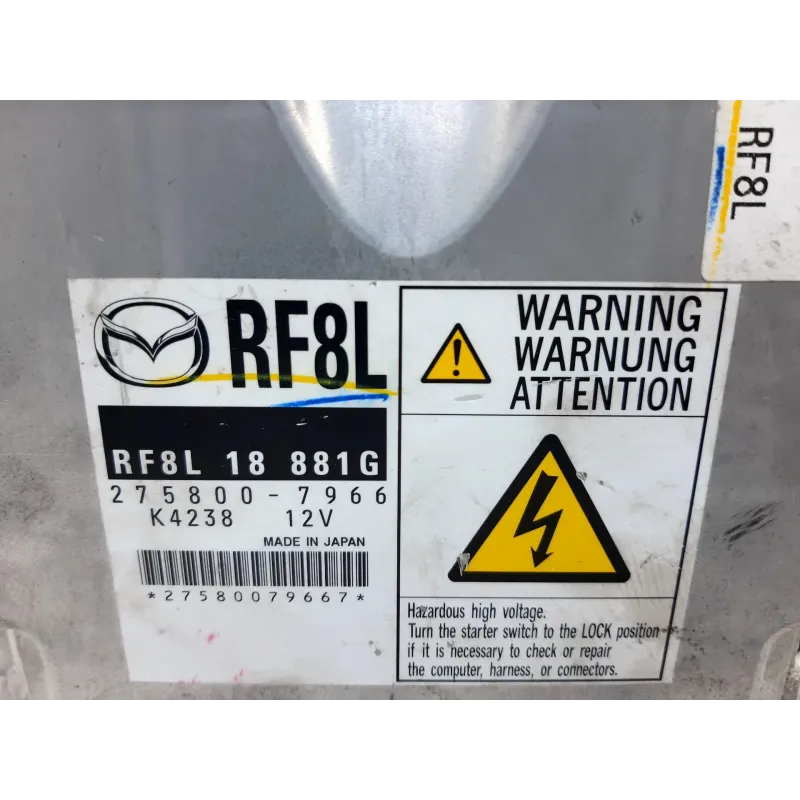 RF8L
RF8L
RF8L 18 881G
275800-7966
K4238 12V
MADE IN JAPAN
*27580079667*
WARNING
WARNUNG
ATTENTION
Hazardous high voltage.
Turn the starter switch to the LOCK position
if it is necessary to check or repair
the computer, harness, or connectors.